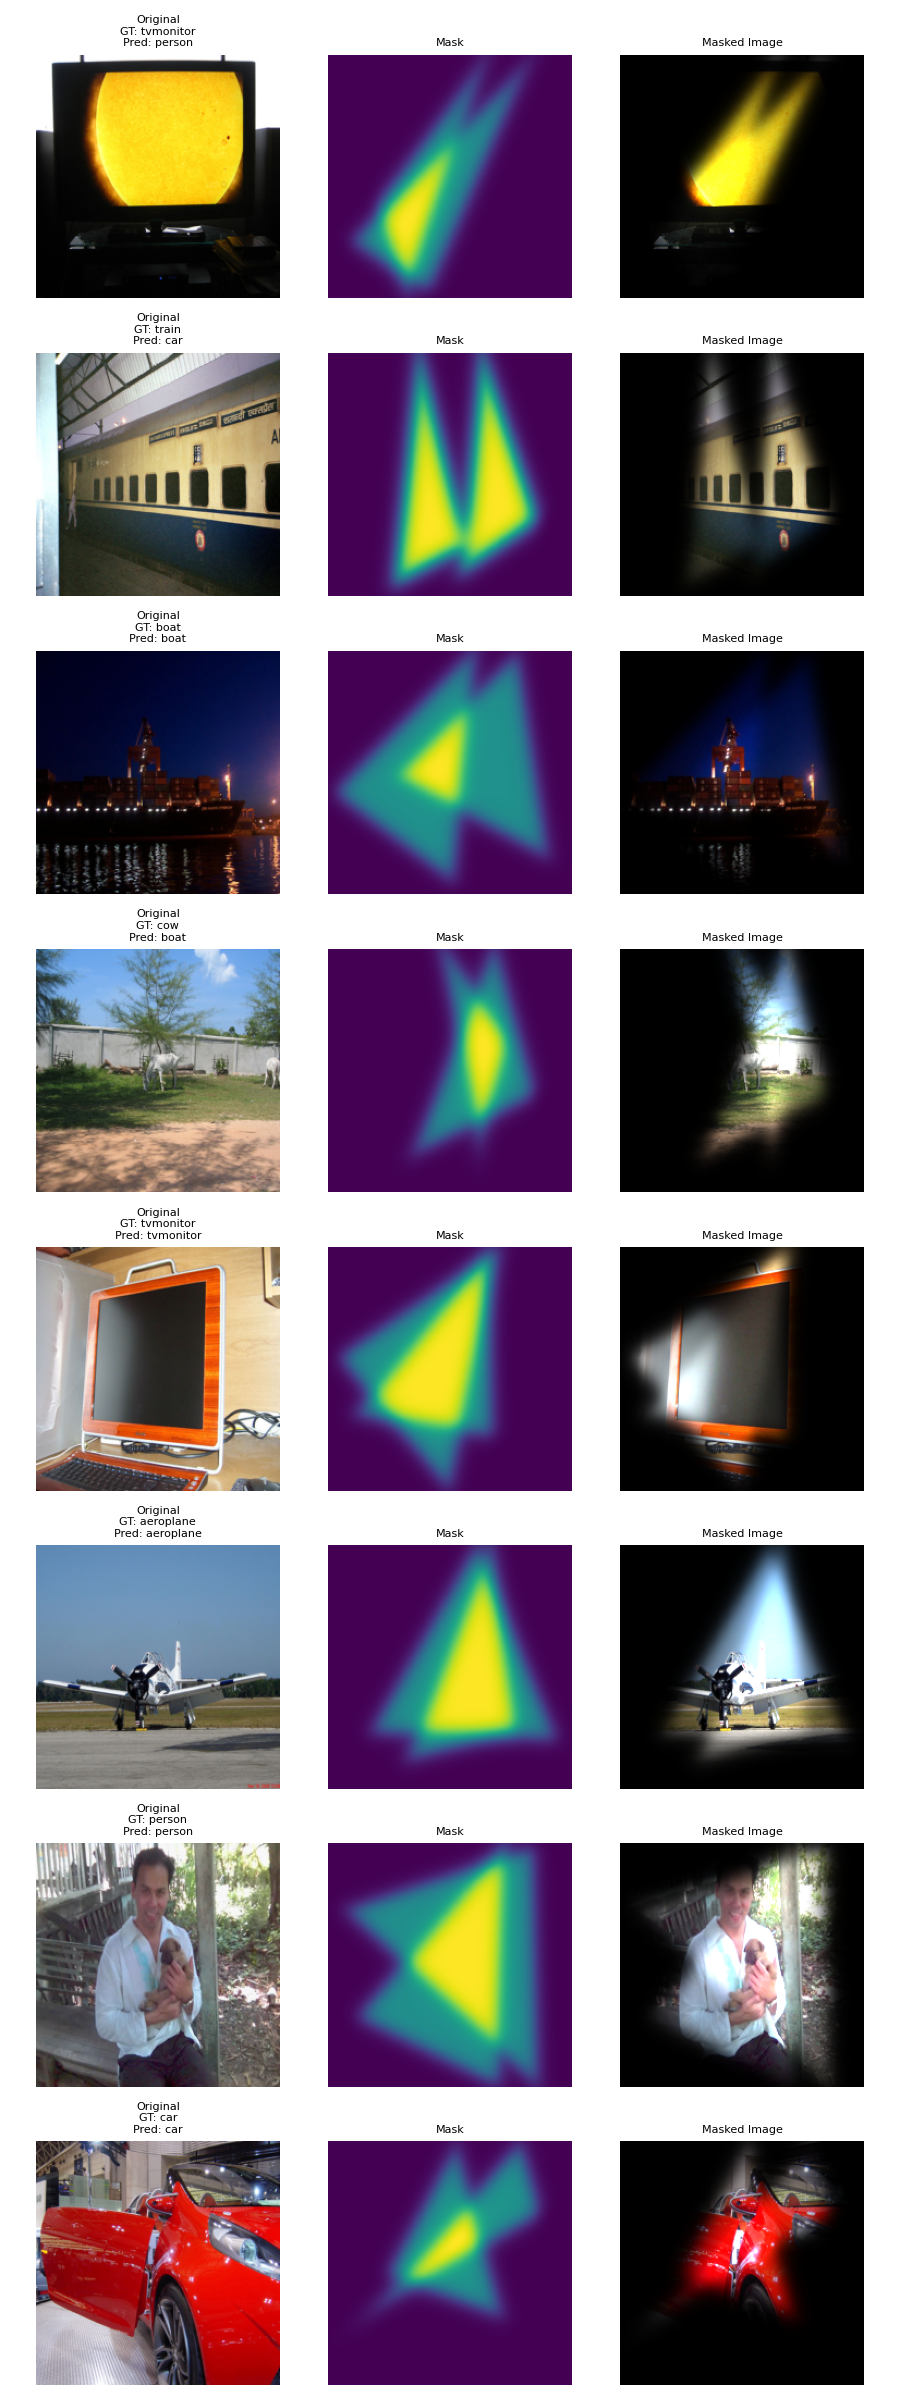 Original
GT: tvmonitor
Pred: person
Mask
Masked Image
Original
GT: train
Pred: car
Mask
Masked Image
Original
GT: boat
Pred: boat
Mask
Masked Image
Original
GT: cow
Pred: boat
Mask
Masked Image
Original
GT: tvmonitor
Pred: tvmonitor
Mask
Masked Image
Original
GT: aeroplane
Pred: aeroplane
Mask
Masked Image
Original
GT: person
Pred: person
Mask
Masked Image
Original
GT: car
Pred: car
Mask
Masked Image